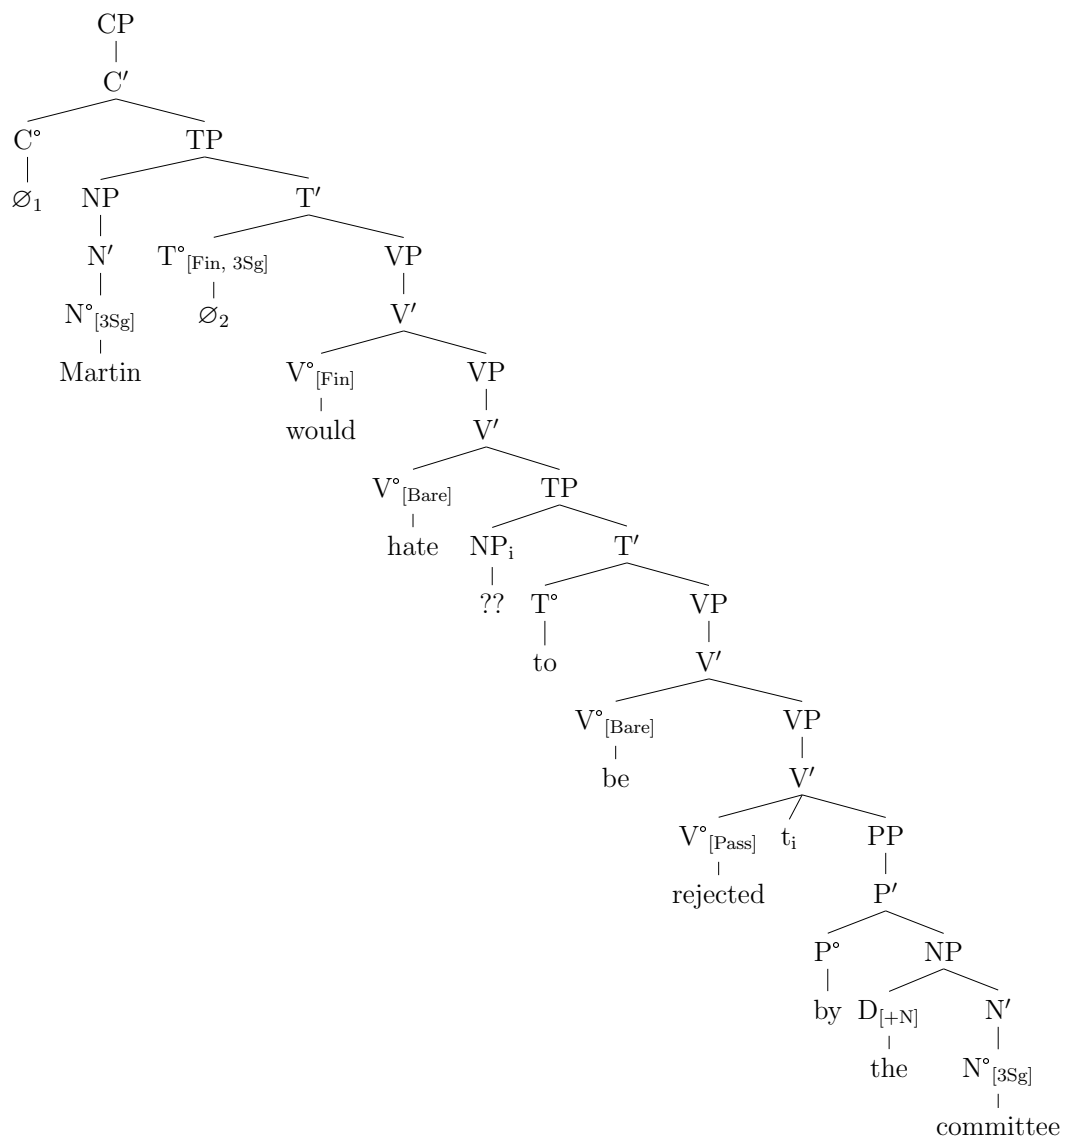 CP
C′
C° TP
∅₁ NP T′
N′ T°[Fin, 3Sg] VP
N°[3Sg] ∅₂ V′
Martin V°[Fin] VP
would V′
V°[Bare] TP
hate NPᵢ T′
?? T° VP
to V′
V°[Bare] VP
be V′
V°[Pass] tᵢ PP
rejected P′
P° NP
by D[+N] N′
the N°[3Sg]
committee